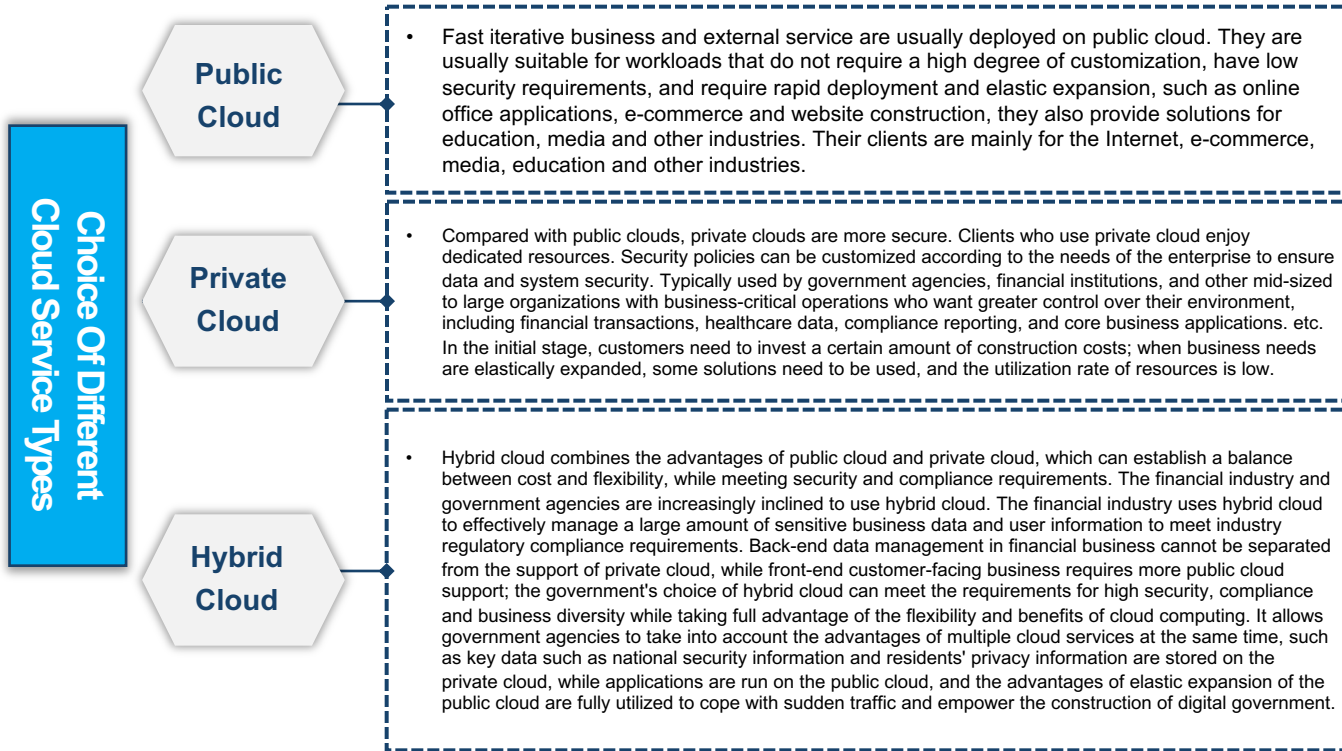 Choice Of Different
Cloud Service Types
Public
Cloud
• Fast iterative business and external service are usually deployed on public cloud. They are
usually suitable for workloads that do not require a high degree of customization, have low
security requirements, and require rapid deployment and elastic expansion, such as online
office applications, e-commerce and website construction, they also provide solutions for
education, media and other industries. Their clients are mainly for the Internet, e-commerce,
media, education and other industries.
Private
Cloud
• Compared with public clouds, private clouds are more secure. Clients who use private cloud enjoy
dedicated resources. Security policies can be customized according to the needs of the enterprise to ensure
data and system security. Typically used by government agencies, financial institutions, and other mid-sized
to large organizations with business-critical operations who want greater control over their environment,
including financial transactions, healthcare data, compliance reporting, and core business applications. etc.
In the initial stage, customers need to invest a certain amount of construction costs; when business needs
are elastically expanded, some solutions need to be used, and the utilization rate of resources is low.
Hybrid
Cloud
• Hybrid cloud combines the advantages of public cloud and private cloud, which can establish a balance
between cost and flexibility, while meeting security and compliance requirements. The financial industry and
government agencies are increasingly inclined to use hybrid cloud. The financial industry uses hybrid cloud
to effectively manage a large amount of sensitive business data and user information to meet industry
regulatory compliance requirements. Back-end data management in financial business cannot be separated
from the support of private cloud, while front-end customer-facing business requires more public cloud
support; the government's choice of hybrid cloud can meet the requirements for high security, compliance
and business diversity while taking full advantage of the flexibility and benefits of cloud computing. It allows
government agencies to take into account the advantages of multiple cloud services at the same time, such
as key data such as national security information and residents' privacy information are stored on the
private cloud, while applications are run on the public cloud, and the advantages of elastic expansion of the
public cloud are fully utilized to cope with sudden traffic and empower the construction of digital government.